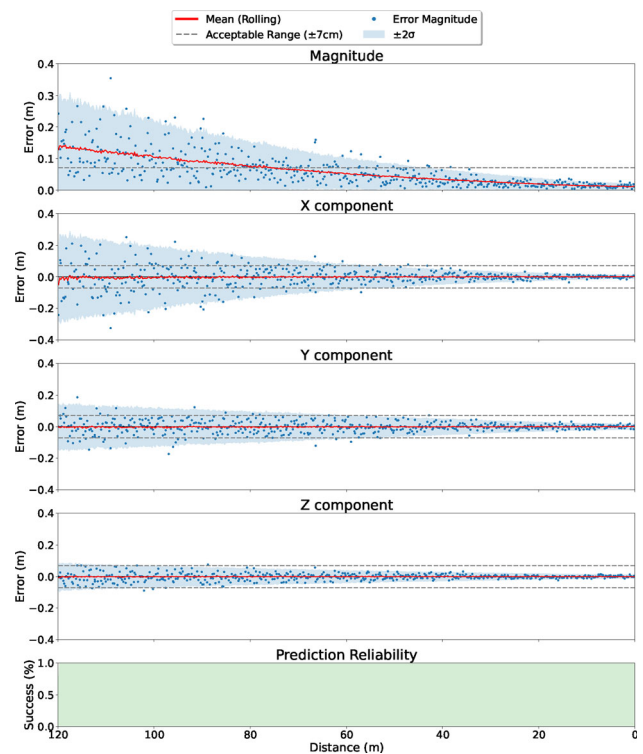 Mean (Rolling)
Error Magnitude
Acceptable Range (±7cm)
±2σ
Magnitude
Error (m)
0.4
0.3
0.2
0.1
0.0
X component
Error (m)
0.4
0.2
0.0
−0.2
−0.4
Y component
Error (m)
0.4
0.2
0.0
−0.2
−0.4
Z component
Error (m)
0.4
0.2
0.0
−0.2
−0.4
Prediction Reliability
Success (%)
1.0
0.5
0.0
120 100 80 60 40 20 0
Distance (m)